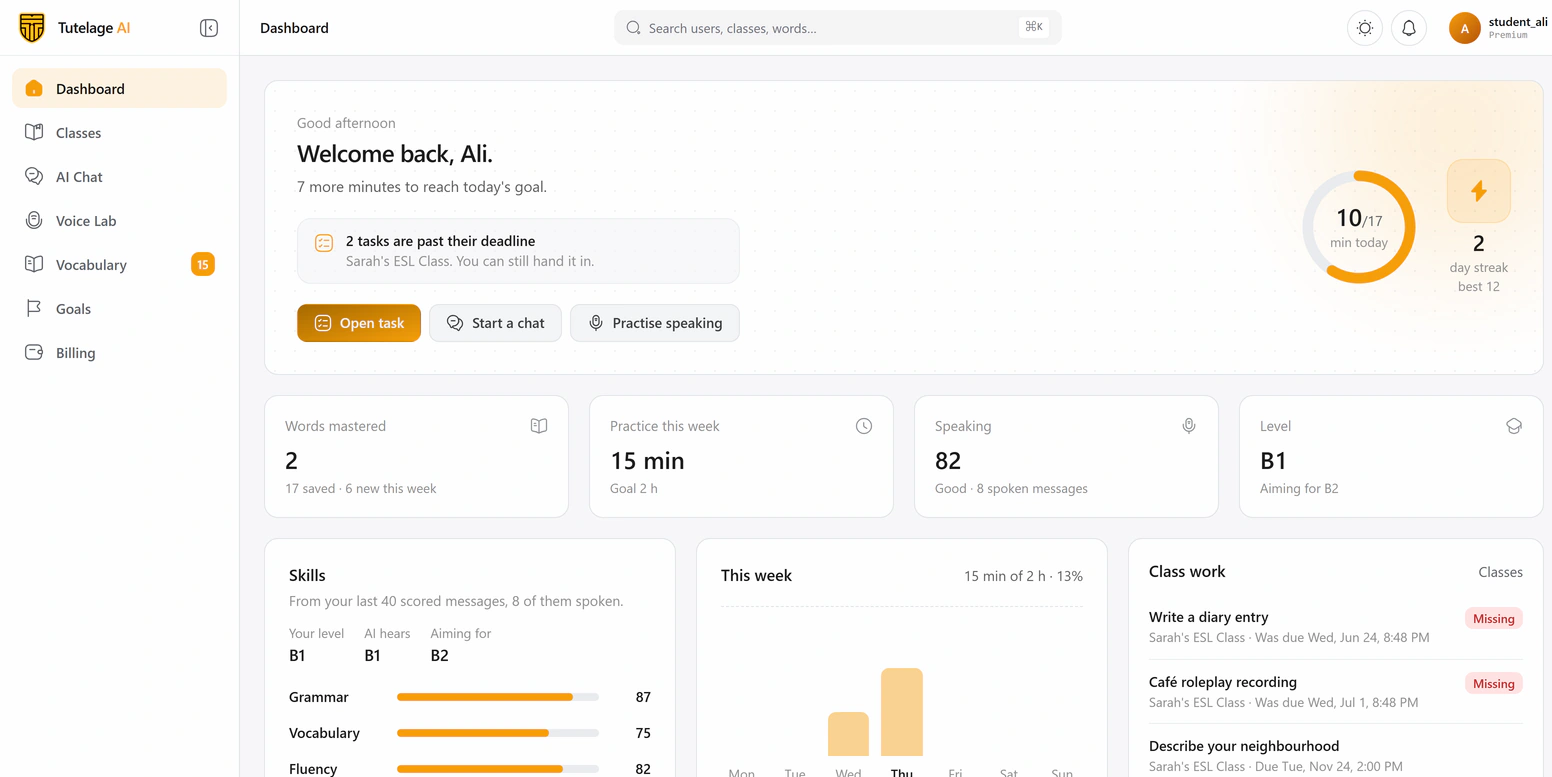 Tutelage AI
Dashboard
Search users, classes, words...
⌘K
A
student_ali
Premium
Dashboard
Classes
AI Chat
Voice Lab
Vocabulary
15
Goals
Billing
Good afternoon
Welcome back, Ali.
7 more minutes to reach today's goal.
2 tasks are past their deadline
Sarah's ESL Class. You can still hand it in.
Open task
Start a chat
Practise speaking
10/17
min today
2
day streak
best 12
Words mastered
2
17 saved · 6 new this week
Practice this week
15 min
Goal 2 h
Speaking
82
Good · 8 spoken messages
Level
B1
Aiming for B2
Skills
From your last 40 scored messages, 8 of them spoken.
Your level AI hears Aiming for
B1 B1 B2
Grammar 87
Vocabulary 75
Fluency 82
This week 15 min of 2 h · 13%
Mon Tue Wed Thu Fri Sat Sun
Class work Classes
Write a diary entry Missing
Sarah's ESL Class · Was due Wed, Jun 24, 8:48 PM
Café roleplay recording Missing
Sarah's ESL Class · Was due Wed, Jul 1, 8:48 PM
Describe your neighbourhood
Sarah's ESL Class · Due Tue, Nov 24, 2:00 PM